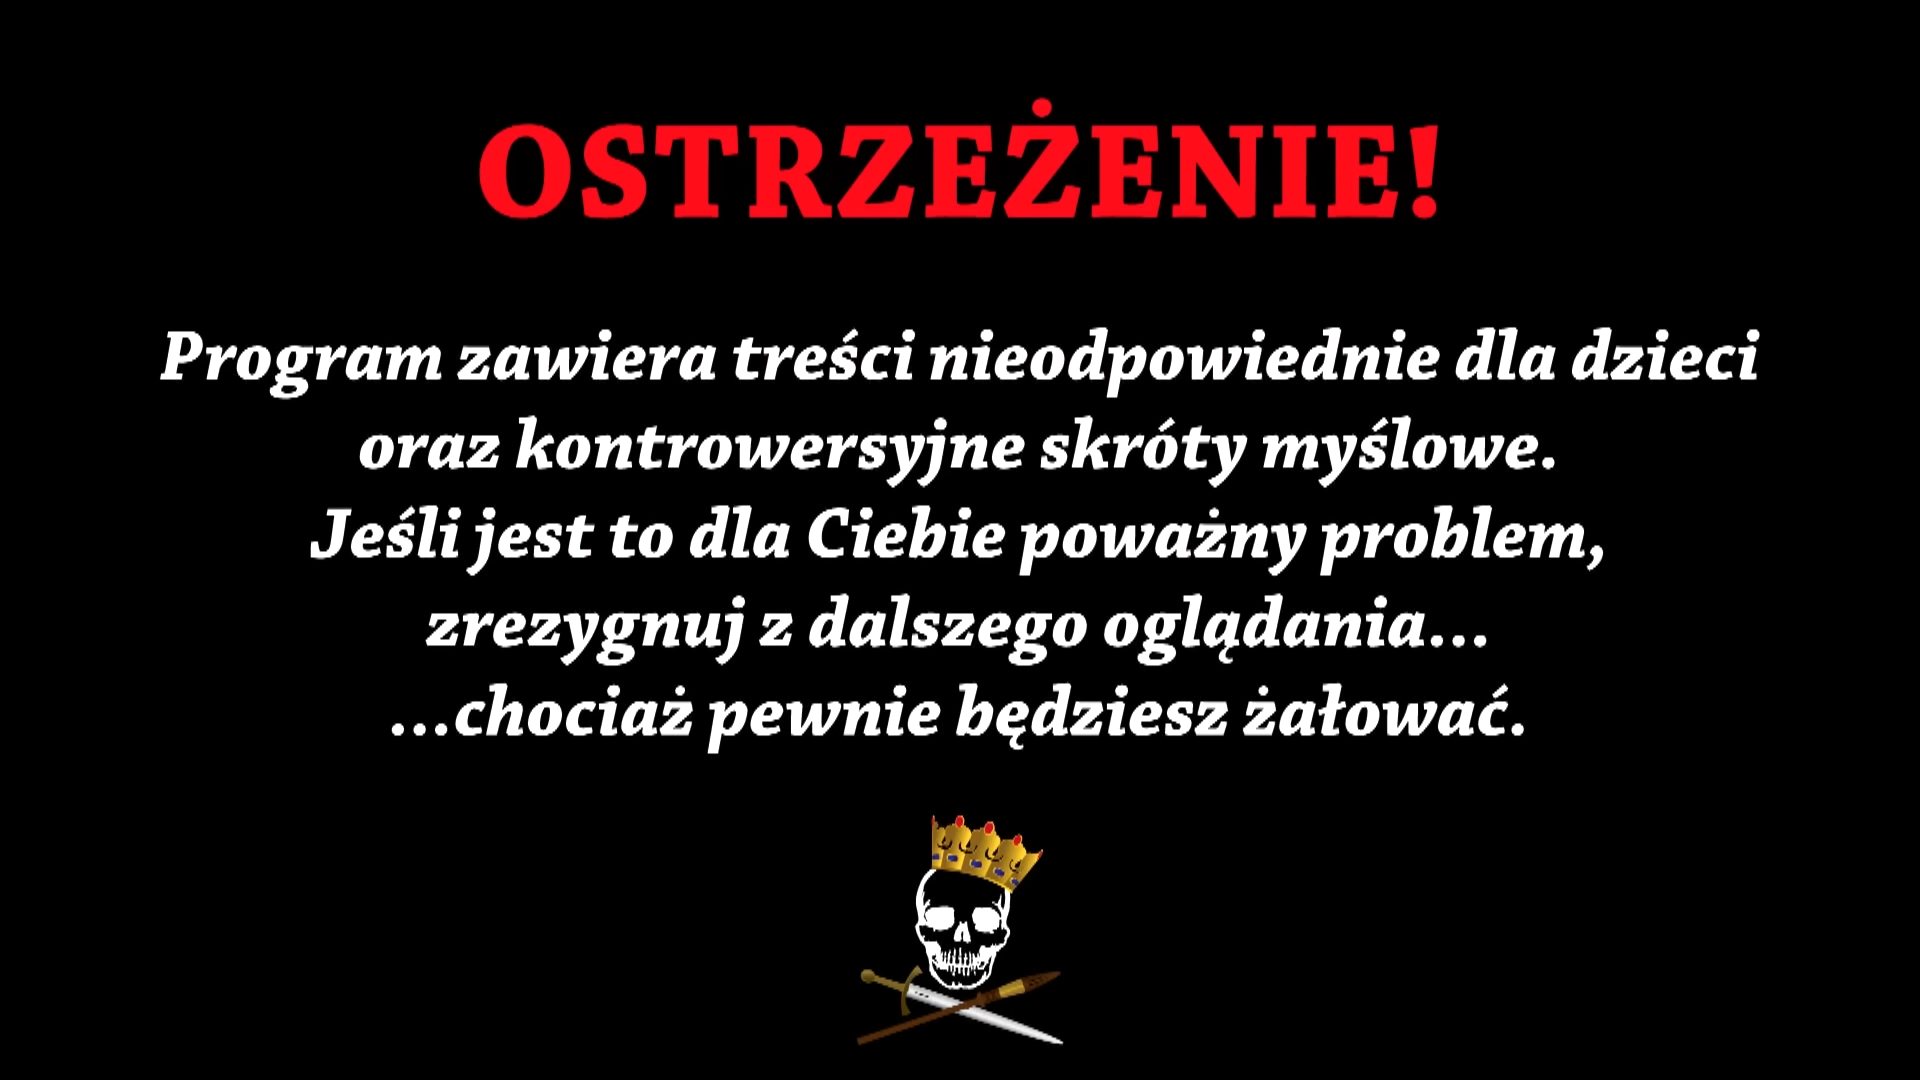 OSTRZEŻENIE!
Program zawiera treści nieodpowiednie dla dzieci
oraz kontrowersyjne skróty myślowe.
Jeśli jest to dla Ciebie poważny problem,
zrezygnuj z dalszego oglądania...
...chociaż pewnie będziesz żałować.